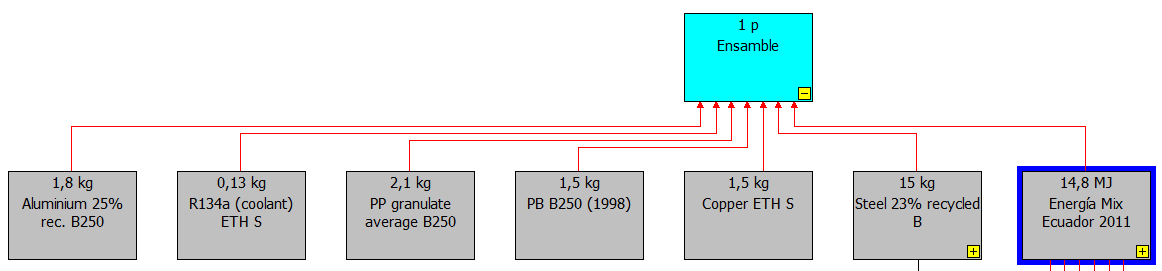 1 p
Ensamble
1,8 kg
Aluminium 25%
rec. B250
0,13 kg
R134a (coolant)
ETH S
2,1 kg
PP granulate
average B250
1,5 kg
PB B250 (1998)
1,5 kg
Copper ETH S
15 kg
Steel 23% recycled
B
14,8 MJ
Energía Mix
Ecuador 2011